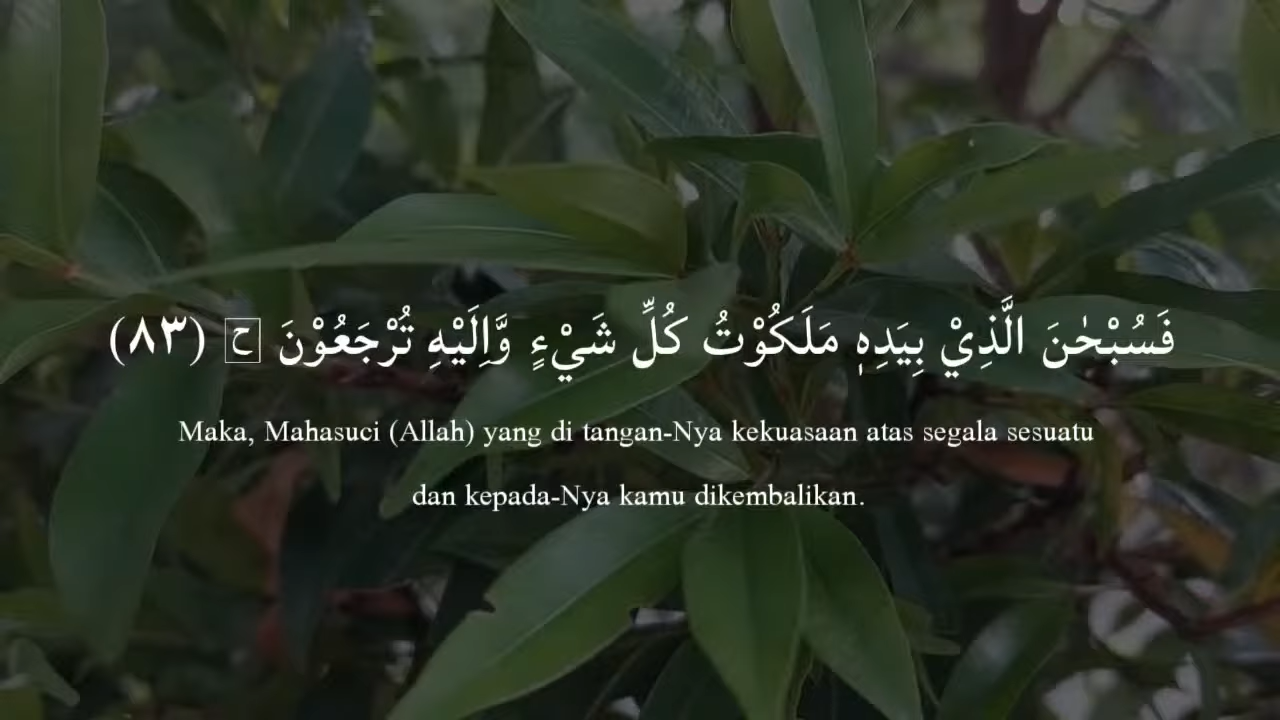 فَسُبْحٰنَ الَّذِيْ بِيَدِهٖ مَلَكُوْتُ كُلِّ شَيْءٍ وَّاِلَيْهِ تُرْجَعُوْنَ ࣖ (٨٣)
Maka, Mahasuci (Allah) yang di tangan-Nya kekuasaan atas segala sesuatu
dan kepada-Nya kamu dikembalikan.